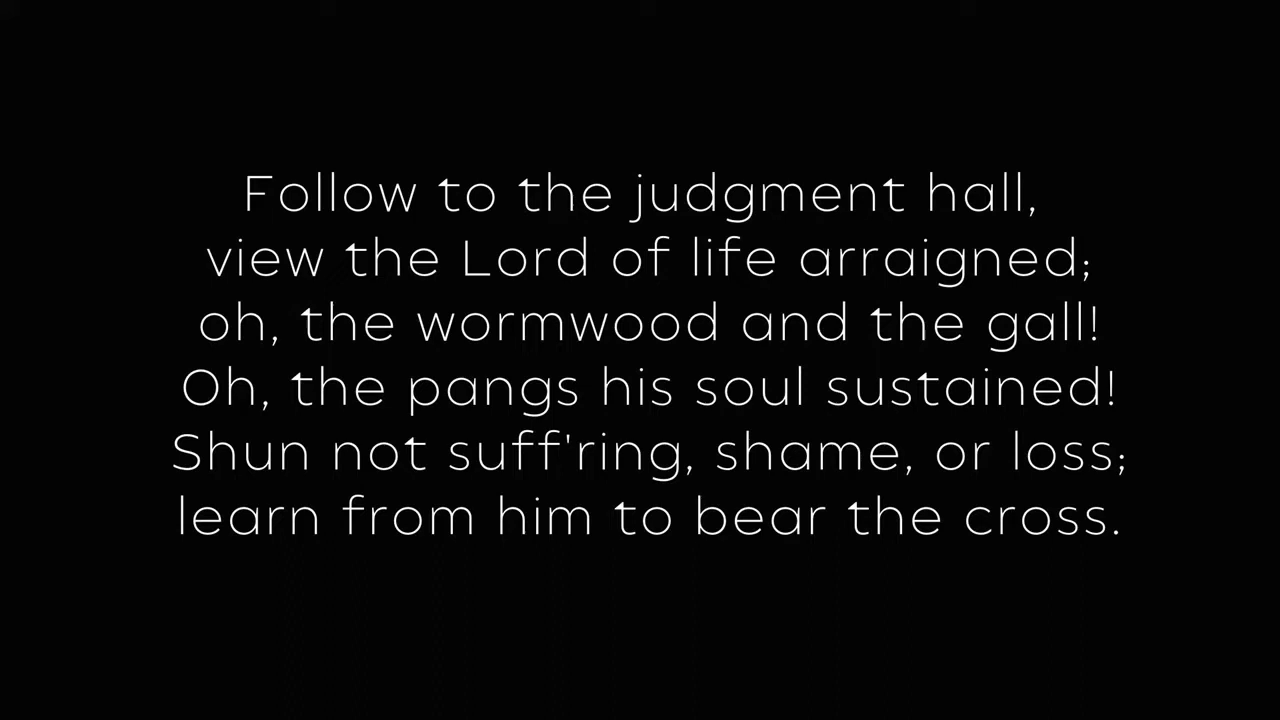 Follow to the judgment hall,
view the Lord of life arraigned;
oh, the wormwood and the gall!
Oh, the pangs his soul sustained!
Shun not suff'ring, shame, or loss;
learn from him to bear the cross.